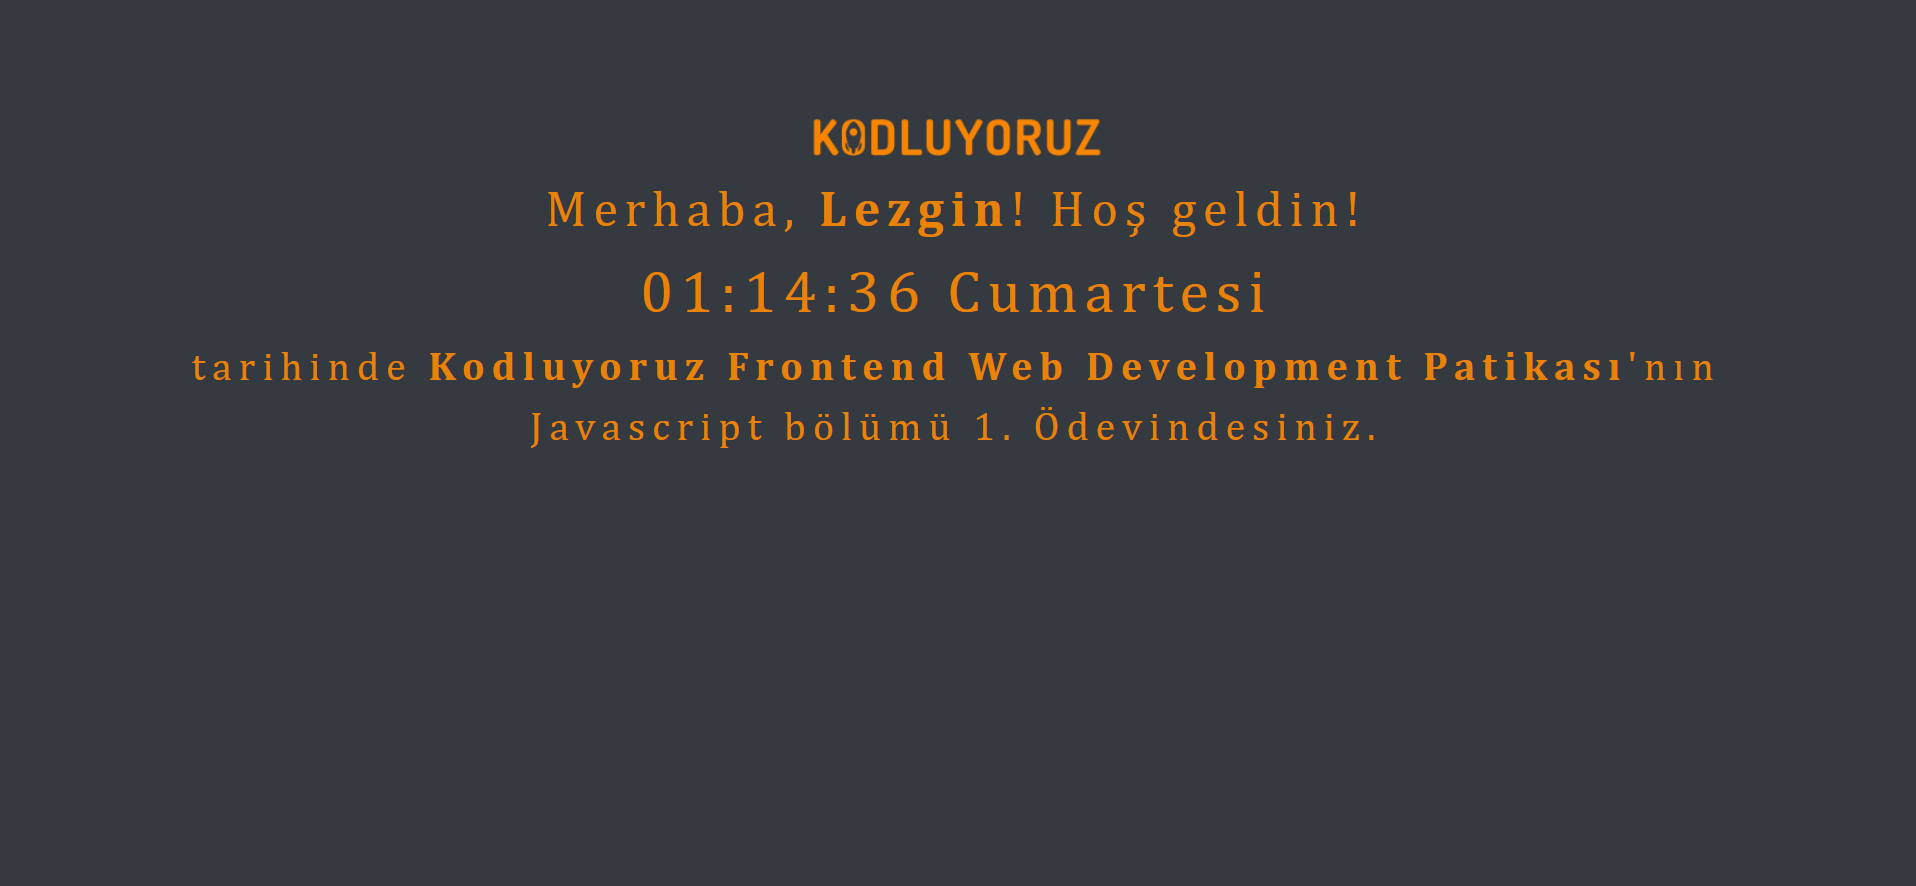 KODLUYORUZ
Merhaba, Lezgin! Hoş geldin!
01:14:36 Cumartesi
tarihinde Kodluyoruz Frontend Web Development Patikası'nın
Javascript bölümü 1. Ödevindesiniz.